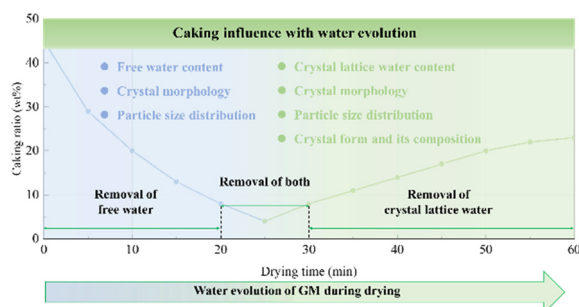 Caking influence with water evolution
50
40
30
20
10
0
Caking ratio (wt%)
Free water content
Crystal morphology
Particle size distribution
Crystal lattice water content
Crystal morphology
Particle size distribution
Crystal form and its composition
Removal of
free water
Removal of both
Removal of
crystal lattice water
0 10 20 30 40 50 60
Drying time (min)
Water evolution of GM during drying